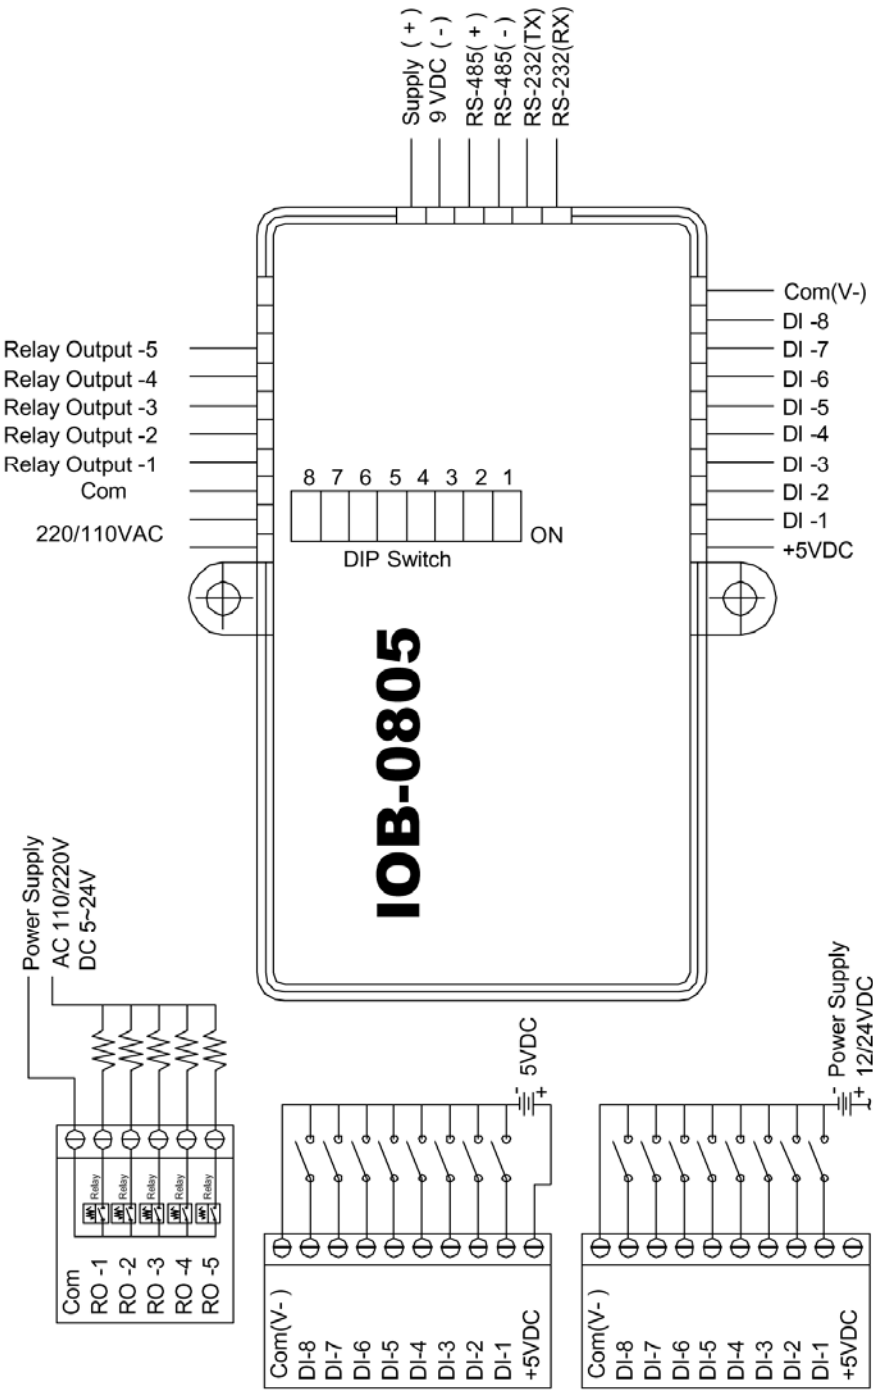 Supply ( + )
9 VDC ( - )
RS-485( + )
RS-485( - )
RS-232(TX)
RS-232(RX)
Relay Output -5
Relay Output -4
Relay Output -3
Relay Output -2
Relay Output -1
Com
220/110VAC
Com(V-)
DI -8
DI -7
DI -6
DI -5
DI -4
DI -3
DI -2
DI -1
+5VDC
8 7 6 5 4 3 2 1
ON
DIP Switch
IOB-0805
Power Supply
AC 110/220V
DC 5~24V
Relay
Relay
Relay
Relay
Relay
Com
RO -1
RO -2
RO -3
RO -4
RO -5
- +
5VDC
Com(V- )
DI-8
DI-7
DI-6
DI-5
DI-4
DI-3
DI-2
DI-1
+5VDC
- +
Power Supply
12/24VDC
Com(V- )
DI-8
DI-7
DI-6
DI-5
DI-4
DI-3
DI-2
DI-1
+5VDC